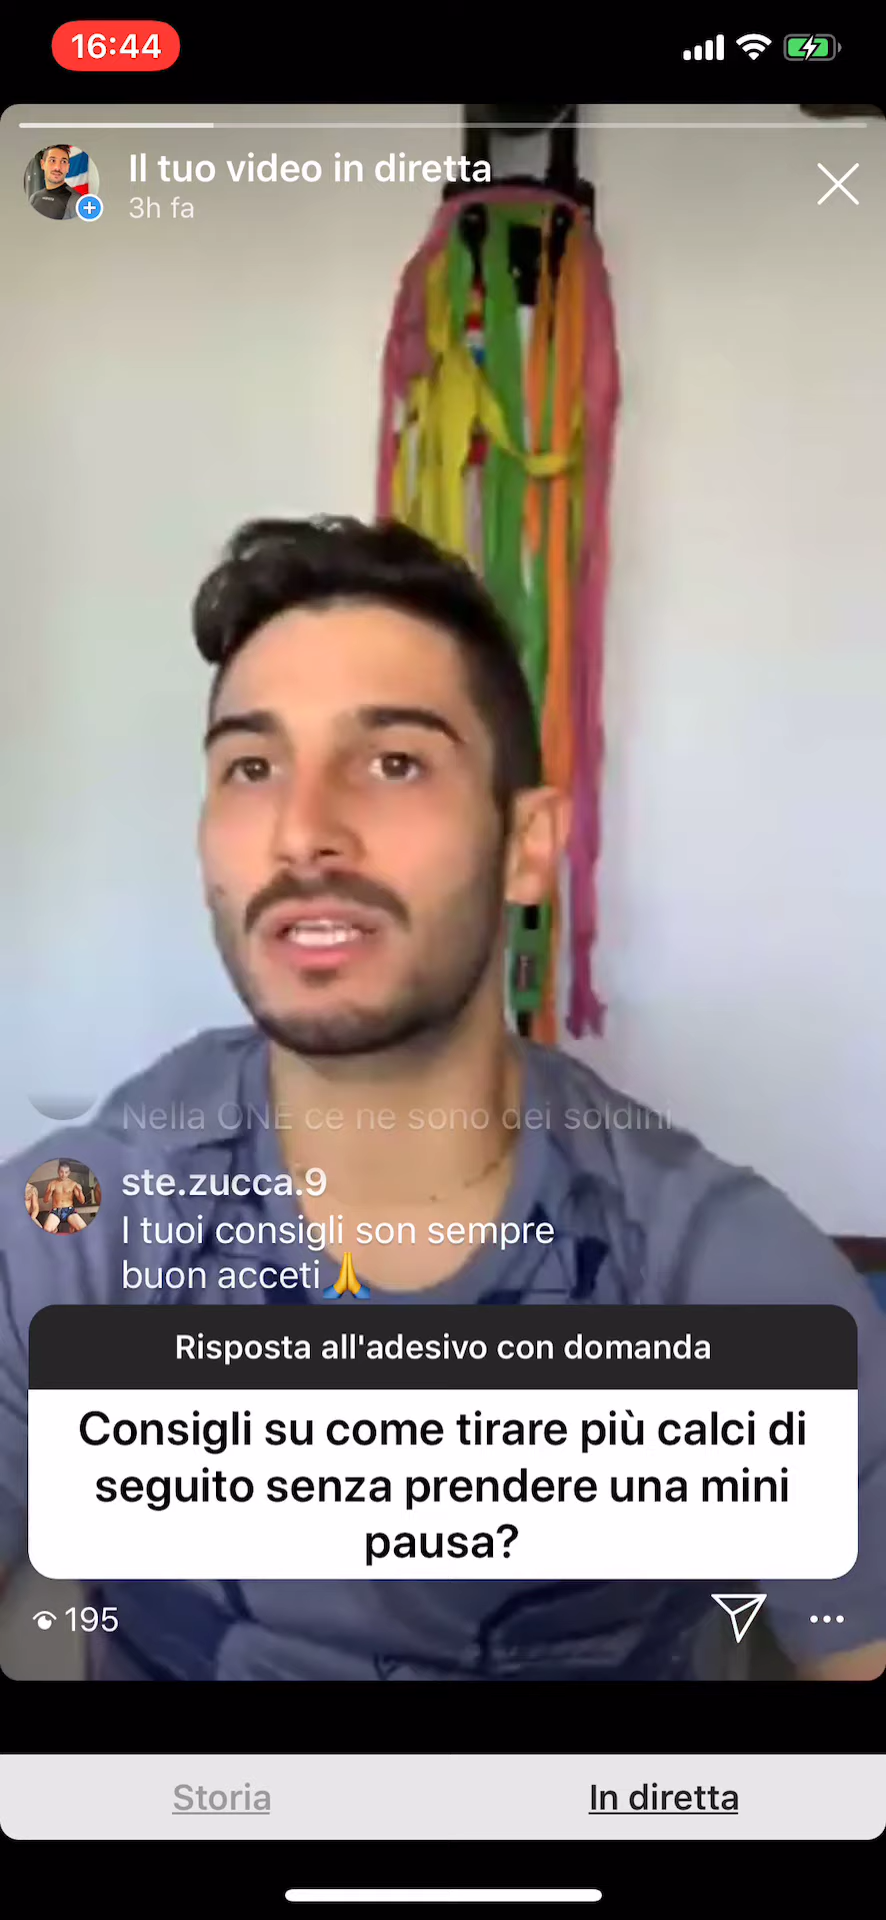 16:44
Il tuo video in diretta
3h fa
Nella ONE ce ne sono dei soldini
ste.zucca.9
I tuoi consigli son sempre
buon acceti🙏
Risposta all'adesivo con domanda
Consigli su come tirare più calci di
seguito senza prendere una mini
pausa?
195
Storia
In diretta